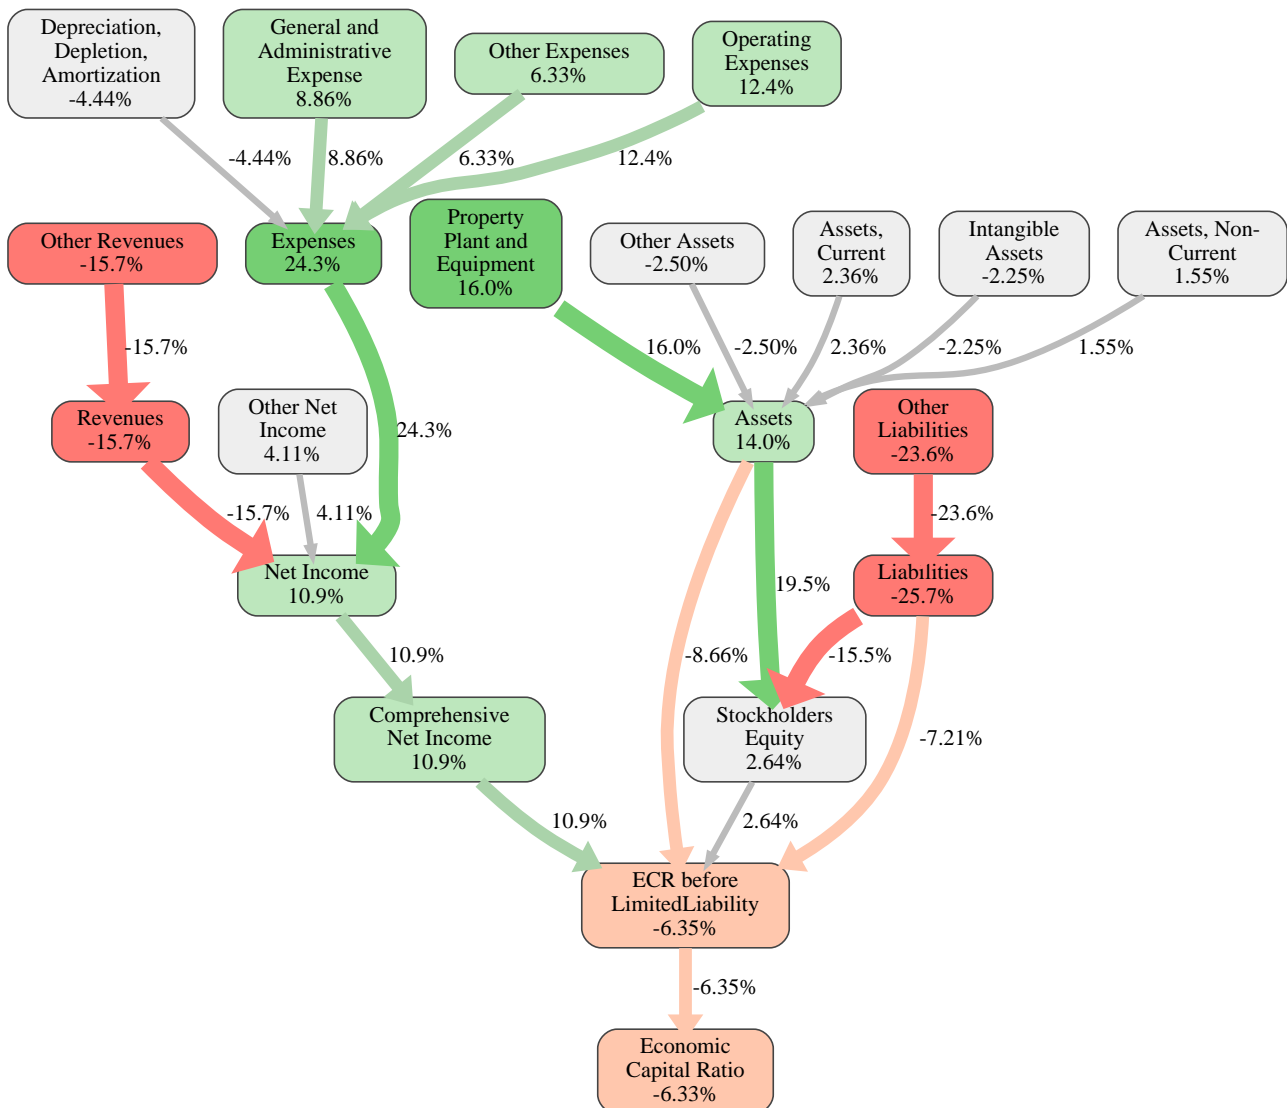 Depreciation,
Depletion,
Amortization
-4.44%
General and
Administrative
Expense
8.86%
Other Expenses
6.33%
Operating
Expenses
12.4%
-4.44%
8.86%
6.33%
12.4%
Other Revenues
-15.7%
Expenses
24.3%
Property
Plant and
Equipment
16.0%
Other Assets
-2.50%
Assets,
Current
2.36%
Intangible
Assets
-2.25%
Assets, Non-
Current
1.55%
-15.7%
16.0%
-2.50%
2.36%
-2.25%
1.55%
Revenues
-15.7%
Other Net
Income
4.11%
24.3%
Assets
14.0%
Other
Liabilities
-23.6%
-15.7%
4.11%
-23.6%
Net Income
10.9%
19.5%
Liabilities
-25.7%
10.9%
-8.66%
-15.5%
Comprehensive
Net Income
10.9%
Stockholders
Equity
2.64%
-7.21%
10.9%
2.64%
ECR before
LimitedLiability
-6.35%
-6.35%
Economic
Capital Ratio
-6.33%